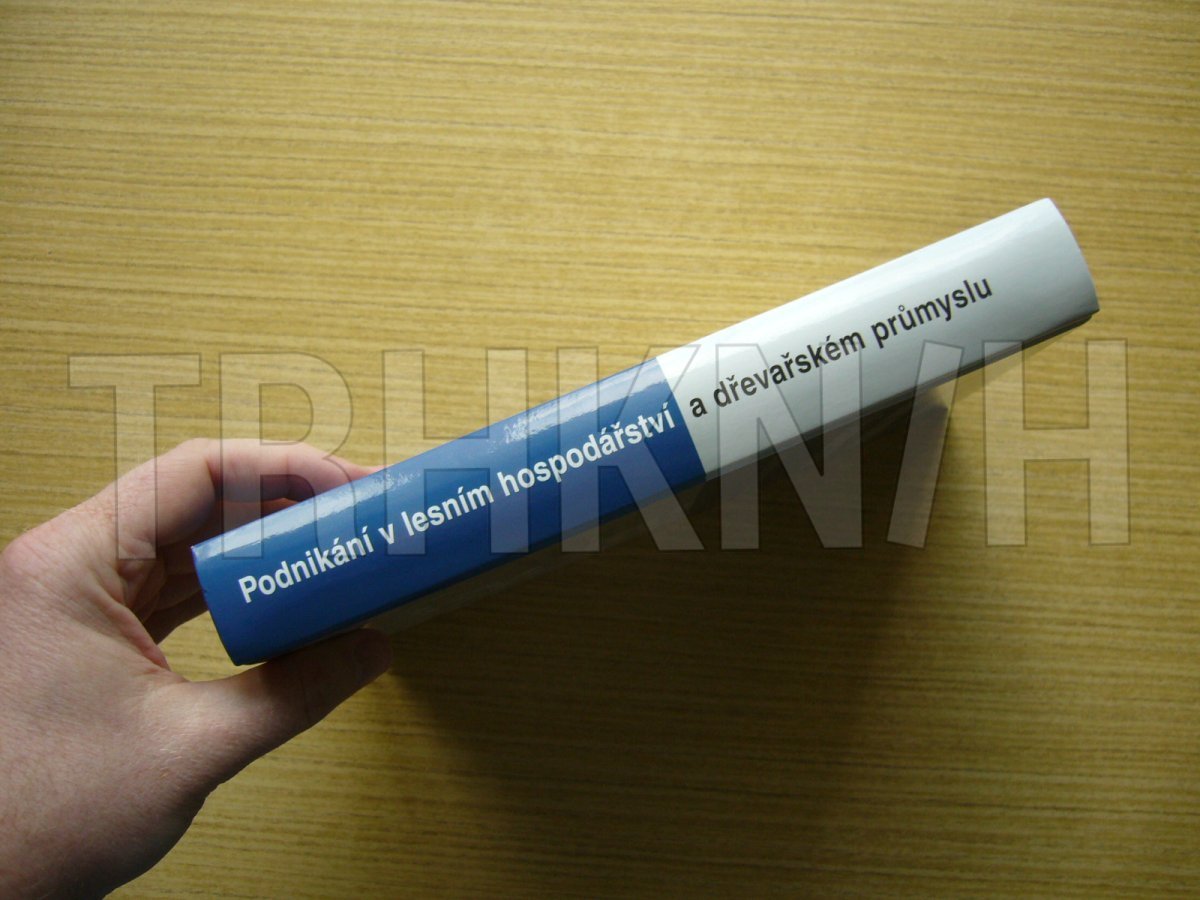 Podnikání v lesním hospodářství a dřevařském průmyslu
TRHKNIH